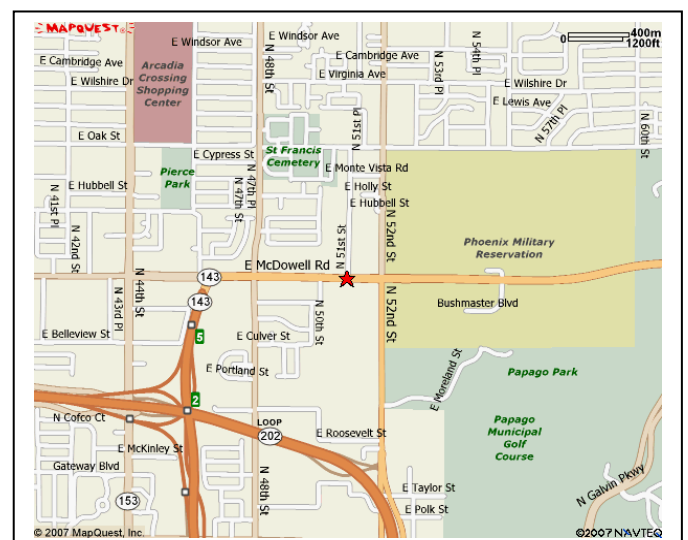 MAPQUEST®
E Windsor Ave
E Windsor Ave
0 400m
1200ft
E Cambridge Ave
E Cambridge Ave
Arcadia
Crossing
Shopping
Center
N 48th St
E Virginia Ave
N 53rd Pl
N 54th Pl
E Wilshire Dr
E Wilshire Dr
E Lewis Ave
N 51st Pl
N 57th Pl
N 60th St
E Oak St
E Cypress St
St Francis
Cemetery
E Monte Vista Rd
Pierce
Park
E Hubbell St
N 47th Pl
E Holly St
E Hubbell St
N 41st Pl
N 42nd St
N 47th St
N 51st St
N 52nd St
Phoenix Military
Reservation
E McDowell Rd
143
143
N 44th St
N 43rd Pl
N 50th St
N 52nd St
Bushmaster Blvd
E Belleview St
5
E Culver St
E Portland St
E Moreland St
Papago Park
2
N Cofco Ct
LOOP
202
E Roosevelt St
Papago
Municipal
Golf
Course
E McKinley St
Gateway Blvd
N 48th St
N Galvin Pkwy
153
E Taylor St
E Polk St
© 2007 MapQuest, Inc.
©2007 NAVTEQ